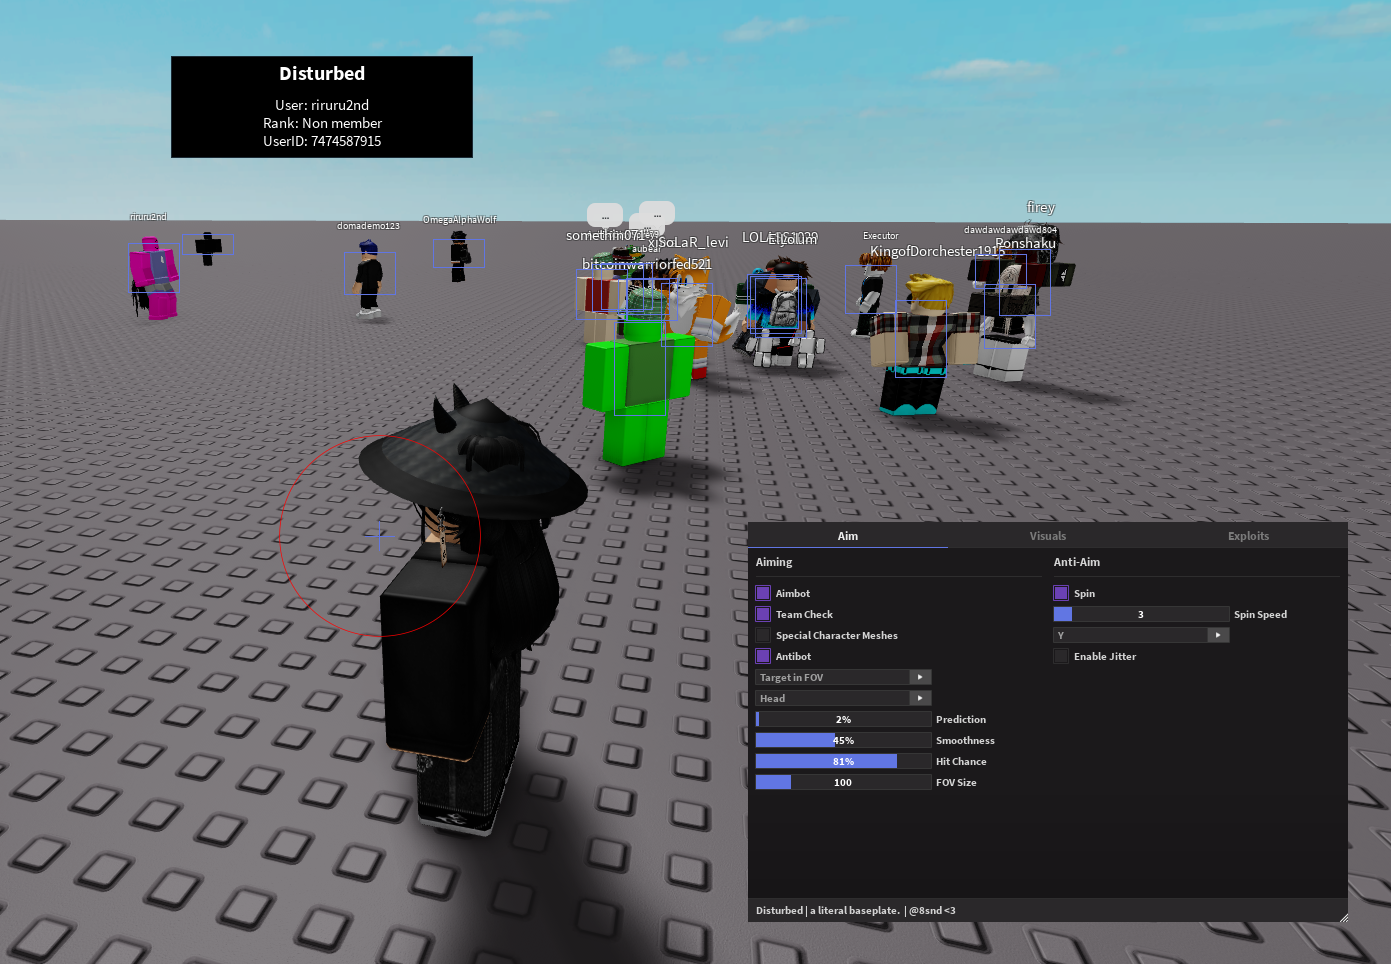 Disturbed
User: riruru2nd
Rank: Non member
UserID: 7474587915
...
...
riruru2nd
domademo123
OmegaAlphaWolf
firey
dawdawdawdawd804
Ponshaku
Executor
KingofDorchester1915
SoLaR_levi
aubear
bitcoinwarriorfed521
Aim
Visuals
Exploits
Aiming
Anti-Aim
Aimbot
Spin
Team Check
3
Spin Speed
Special Character Meshes
Y
Antibot
Enable Jitter
Target in FOV
Head
2%
Prediction
45%
Smoothness
81%
Hit Chance
100
FOV Size
Disturbed | a literal baseplate. | @8snd <3